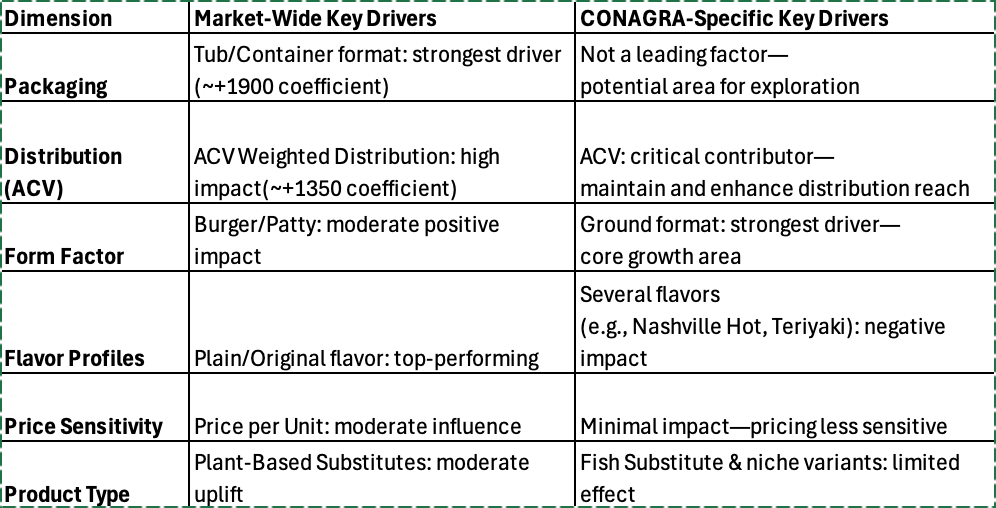 Dimension
Market-Wide Key Drivers
CONAGRA-Specific Key Drivers
Packaging
Tub/Container format: strongest driver
(~+1900 coefficient)
Not a leading factor—
potential area for exploration
Distribution
(ACV)
ACV Weighted Distribution: high
impact(~+1350 coefficient)
ACV: critical contributor—
maintain and enhance distribution reach
Form Factor
Burger/Patty: moderate positive
impact
Ground format: strongest driver—
core growth area
Flavor Profiles
Plain/Original flavor: top-performing
Several flavors
(e.g., Nashville Hot, Teriyaki): negative
impact
Price Sensitivity
Price per Unit: moderate influence
Minimal impact—pricing less sensitive
Product Type
Plant-Based Substitutes: moderate
uplift
Fish Substitute & niche variants: limited
effect